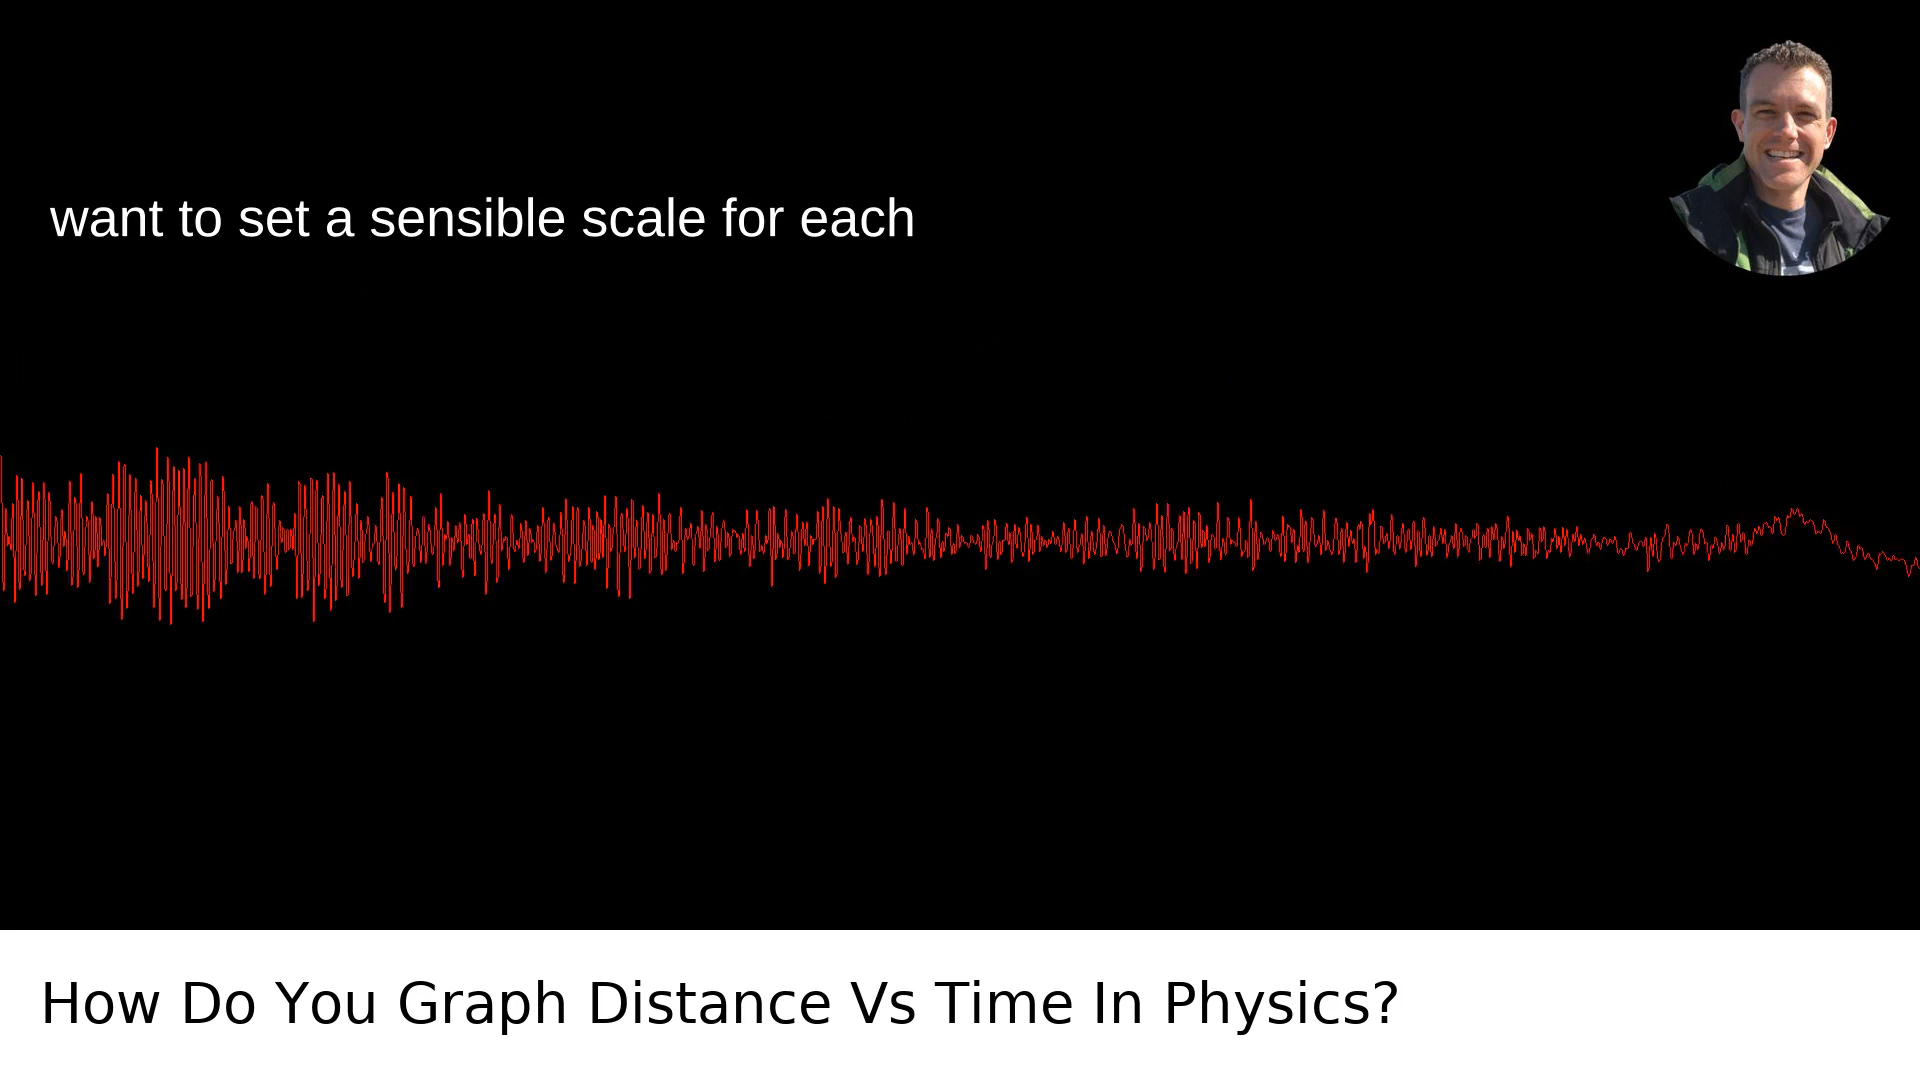 want to set a sensible scale for each
How Do You Graph Distance Vs Time In Physics?